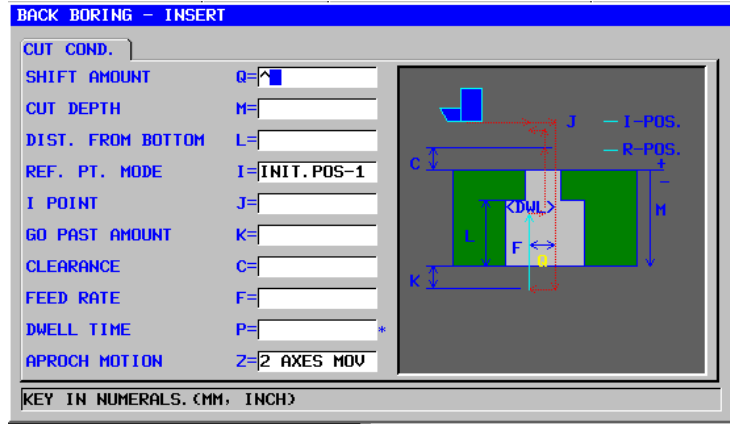 BACK BORING - INSERT
CUT COND.
SHIFT AMOUNT Q=^
CUT DEPTH M=
DIST. FROM BOTTOM L=
REF. PT. MODE I=INIT.POS-1
I POINT J=
GO PAST AMOUNT K=
CLEARANCE C=
FEED RATE F=
DWELL TIME P= *
APROCH MOTION Z=2 AXES MOV
J
I-POS.
R-POS.
C
+
-
<DWL>
M
L
F
Q
K
KEY IN NUMERALS.(MM, INCH)